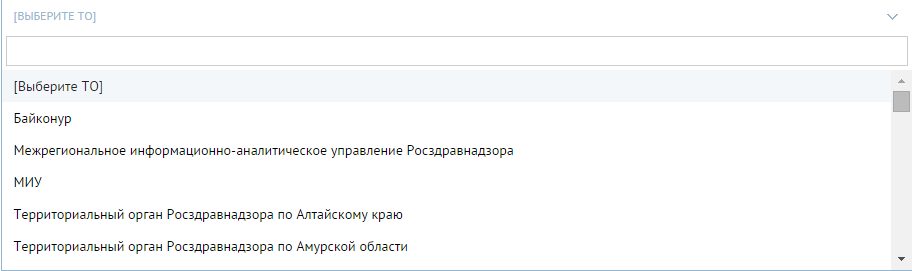 [ВЫБЕРИТЕ ТО]
[Выберите ТО]
Байконур
Межрегиональное информационно-аналитическое управление Росздравнадзора
МИУ
Территориальный орган Росздравнадзора по Алтайскому краю
Территориальный орган Росздравнадзора по Амурской области